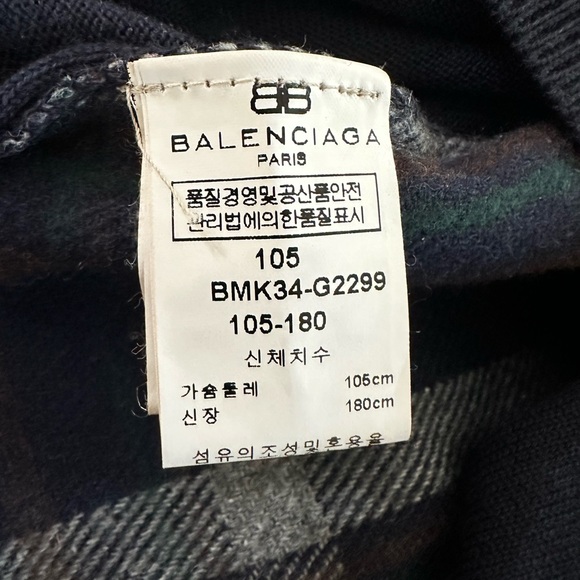 BB
BALENCIAGA
PARIS
품질경영및공산품안전
관리법에의한품질표시
105
BMK34-G2299
105-180
신체치수
가슴둘레 105cm
신장 180cm
섬유의조성및혼용율